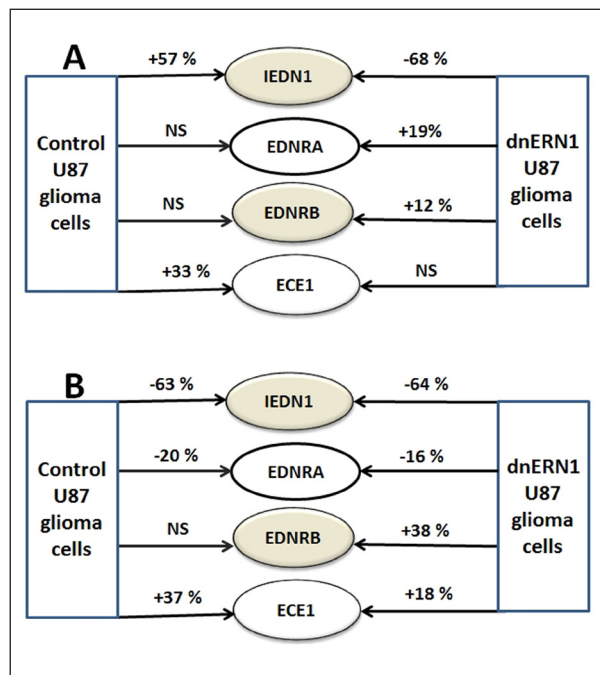 A
+57 %
IEDN1
-68 %
Control
U87
glioma
cells
NS
EDNRA
+19%
dnERN1
U87
glioma
cells
NS
EDNRB
+12 %
+33 %
ECE1
NS
B
-63 %
IEDN1
-64 %
Control
U87
glioma
cells
-20 %
EDNRA
-16 %
dnERN1
U87
glioma
cells
NS
EDNRB
+38 %
+37 %
ECE1
+18 %